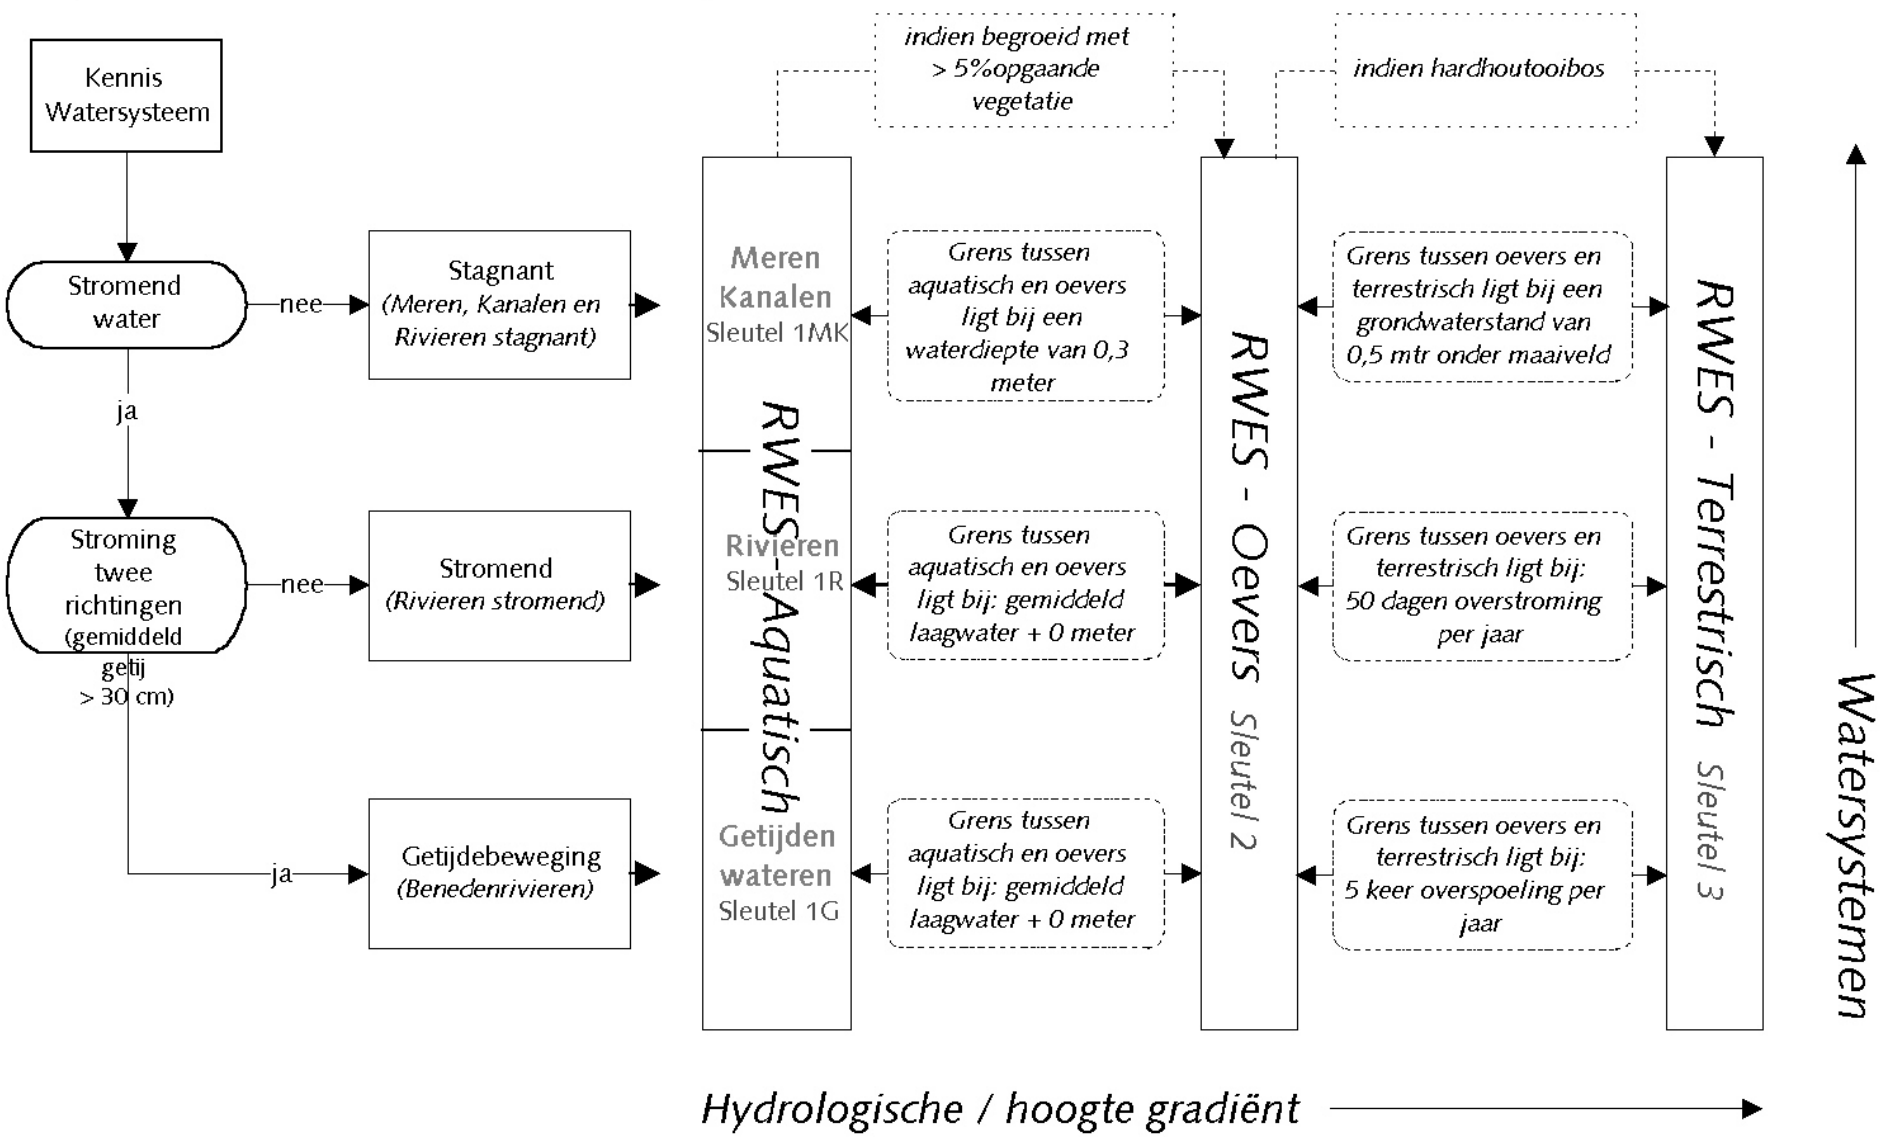 Kennis
Watersysteem
Stromend
water
nee
ja
Stroming
twee
richtingen
(gemiddeld
getij
> 30 cm)
nee
ja
Stagnant
(Meren, Kanalen en
Rivieren stagnant)
Stromend
(Rivieren stromend)
Getijdebeweging
(Benedenrivieren)
Meren
Kanalen
Sleutel 1MK
Rivieren
Sleutel 1R
Getijden
wateren
Sleutel 1G
RWES - Aquatisch
indien begroeid met
> 5%opgaande
vegetatie
Grens tussen
aquatisch en oevers
ligt bij een
waterdiepte van 0,3
meter
Grens tussen
aquatisch en oevers
ligt bij: gemiddeld
laagwater + 0 meter
Grens tussen
aquatisch en oevers
ligt bij: gemiddeld
laagwater + 0 meter
RWES - Oevers Sleutel 2
indien hardhoutooibos
Grens tussen oevers en
terrestrisch ligt bij een
grondwaterstand van
0,5 mtr onder maaiveld
Grens tussen oevers en
terrestrisch ligt bij:
50 dagen overstroming
per jaar
Grens tussen oevers en
terrestrisch ligt bij:
5 keer overspoeling per
jaar
RWES - Terrestrisch Sleutel 3
Watersystemen
Hydrologische / hoogte gradiënt